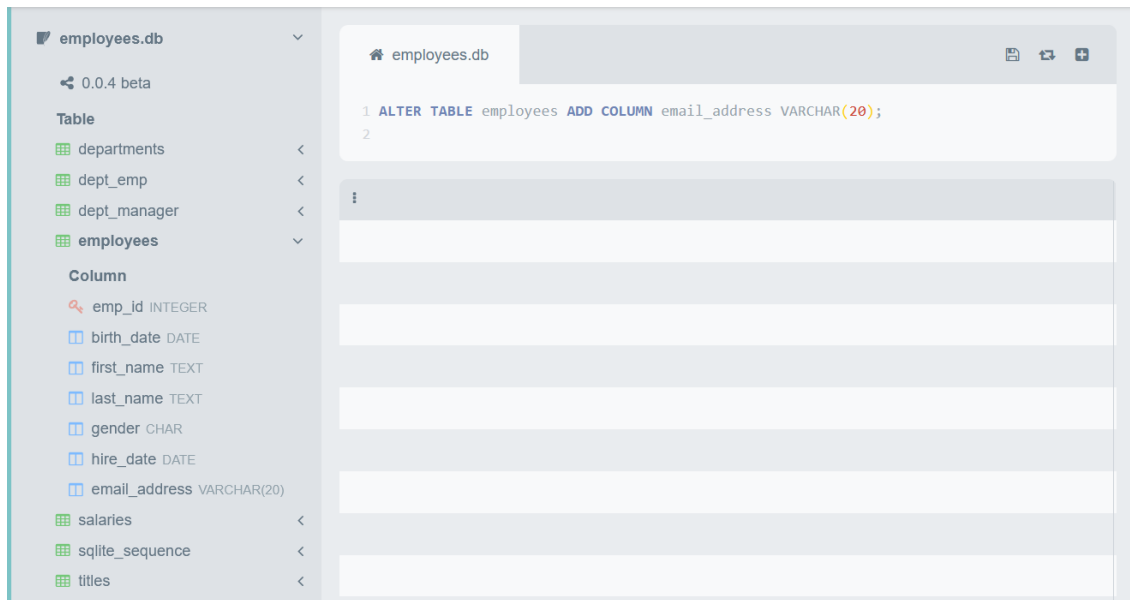 employees.db
0.0.4 beta
Table
departments
dept_emp
dept_manager
employees
Column
emp_id INTEGER
birth_date DATE
first_name TEXT
last_name TEXT
gender CHAR
hire_date DATE
email_address VARCHAR(20)
salaries
sqlite_sequence
titles
employees.db
1 ALTER TABLE employees ADD COLUMN email_address VARCHAR(20);
2